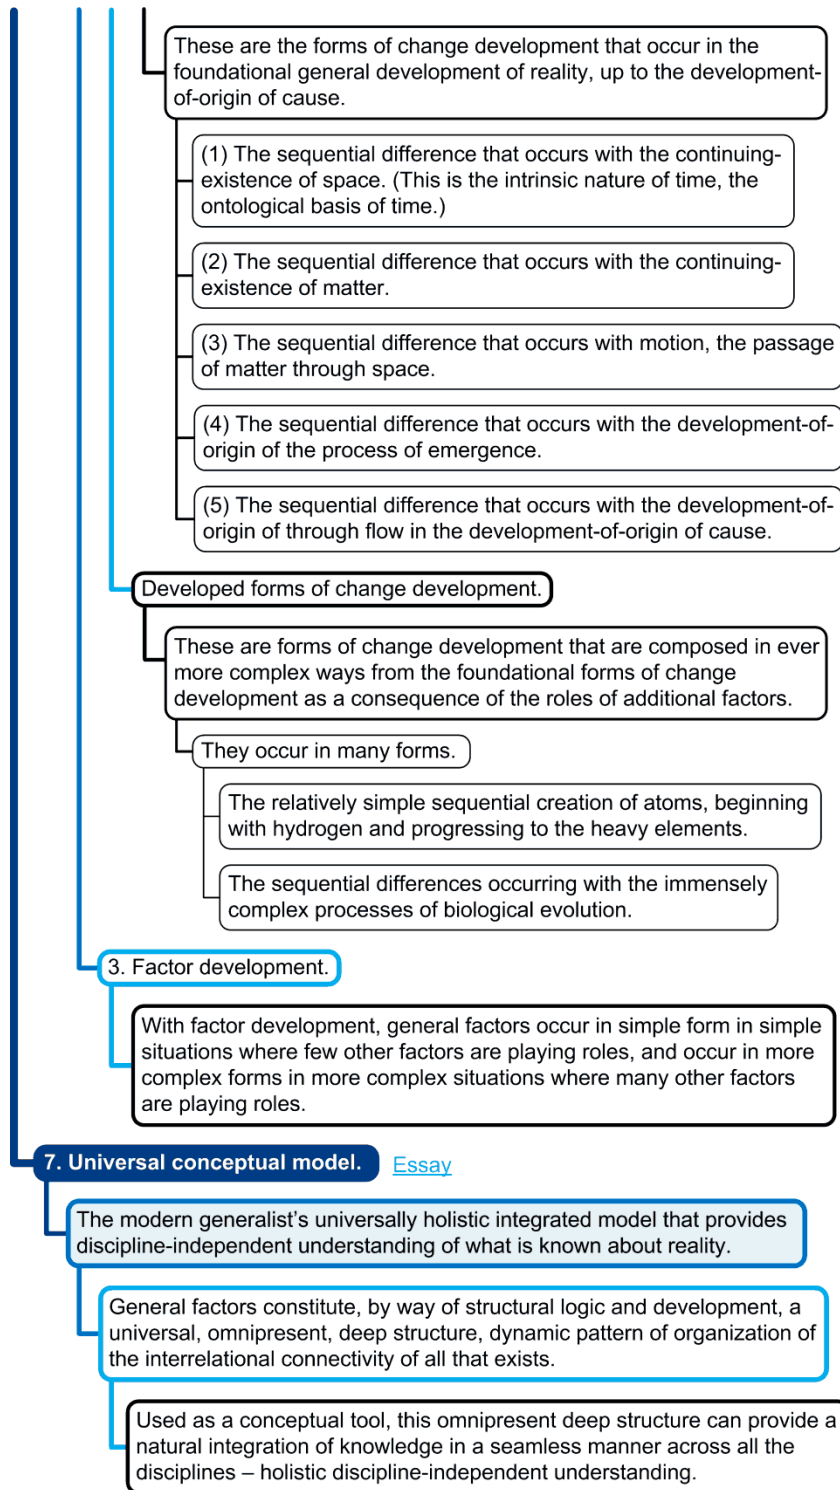 These are the forms of change development that occur in the
foundational general development of reality, up to the development-
of-origin of cause.
(1) The sequential difference that occurs with the continuing-
existence of space. (This is the intrinsic nature of time, the
ontological basis of time.)
(2) The sequential difference that occurs with the continuing-
existence of matter.
(3) The sequential difference that occurs with motion, the passage
of matter through space.
(4) The sequential difference that occurs with the development-of-
origin of the process of emergence.
(5) The sequential difference that occurs with the development-of-
origin of through flow in the development-of-origin of cause.
Developed forms of change development.
These are forms of change development that are composed in ever
more complex ways from the foundational forms of change
development as a consequence of the roles of additional factors.
They occur in many forms.
The relatively simple sequential creation of atoms, beginning
with hydrogen and progressing to the heavy elements.
The sequential differences occurring with the immensely
complex processes of biological evolution.
3. Factor development.
With factor development, general factors occur in simple form in simple
situations where few other factors are playing roles, and occur in more
complex forms in more complex situations where many other factors
are playing roles.
7. Universal conceptual model. Essay
The modern generalist’s universally holistic integrated model that provides
discipline-independent understanding of what is known about reality.
General factors constitute, by way of structural logic and development, a
universal, omnipresent, deep structure, dynamic pattern of organization of
the interrelational connectivity of all that exists.
Used as a conceptual tool, this omnipresent deep structure can provide a
natural integration of knowledge in a seamless manner across all the
disciplines – holistic discipline-independent understanding.